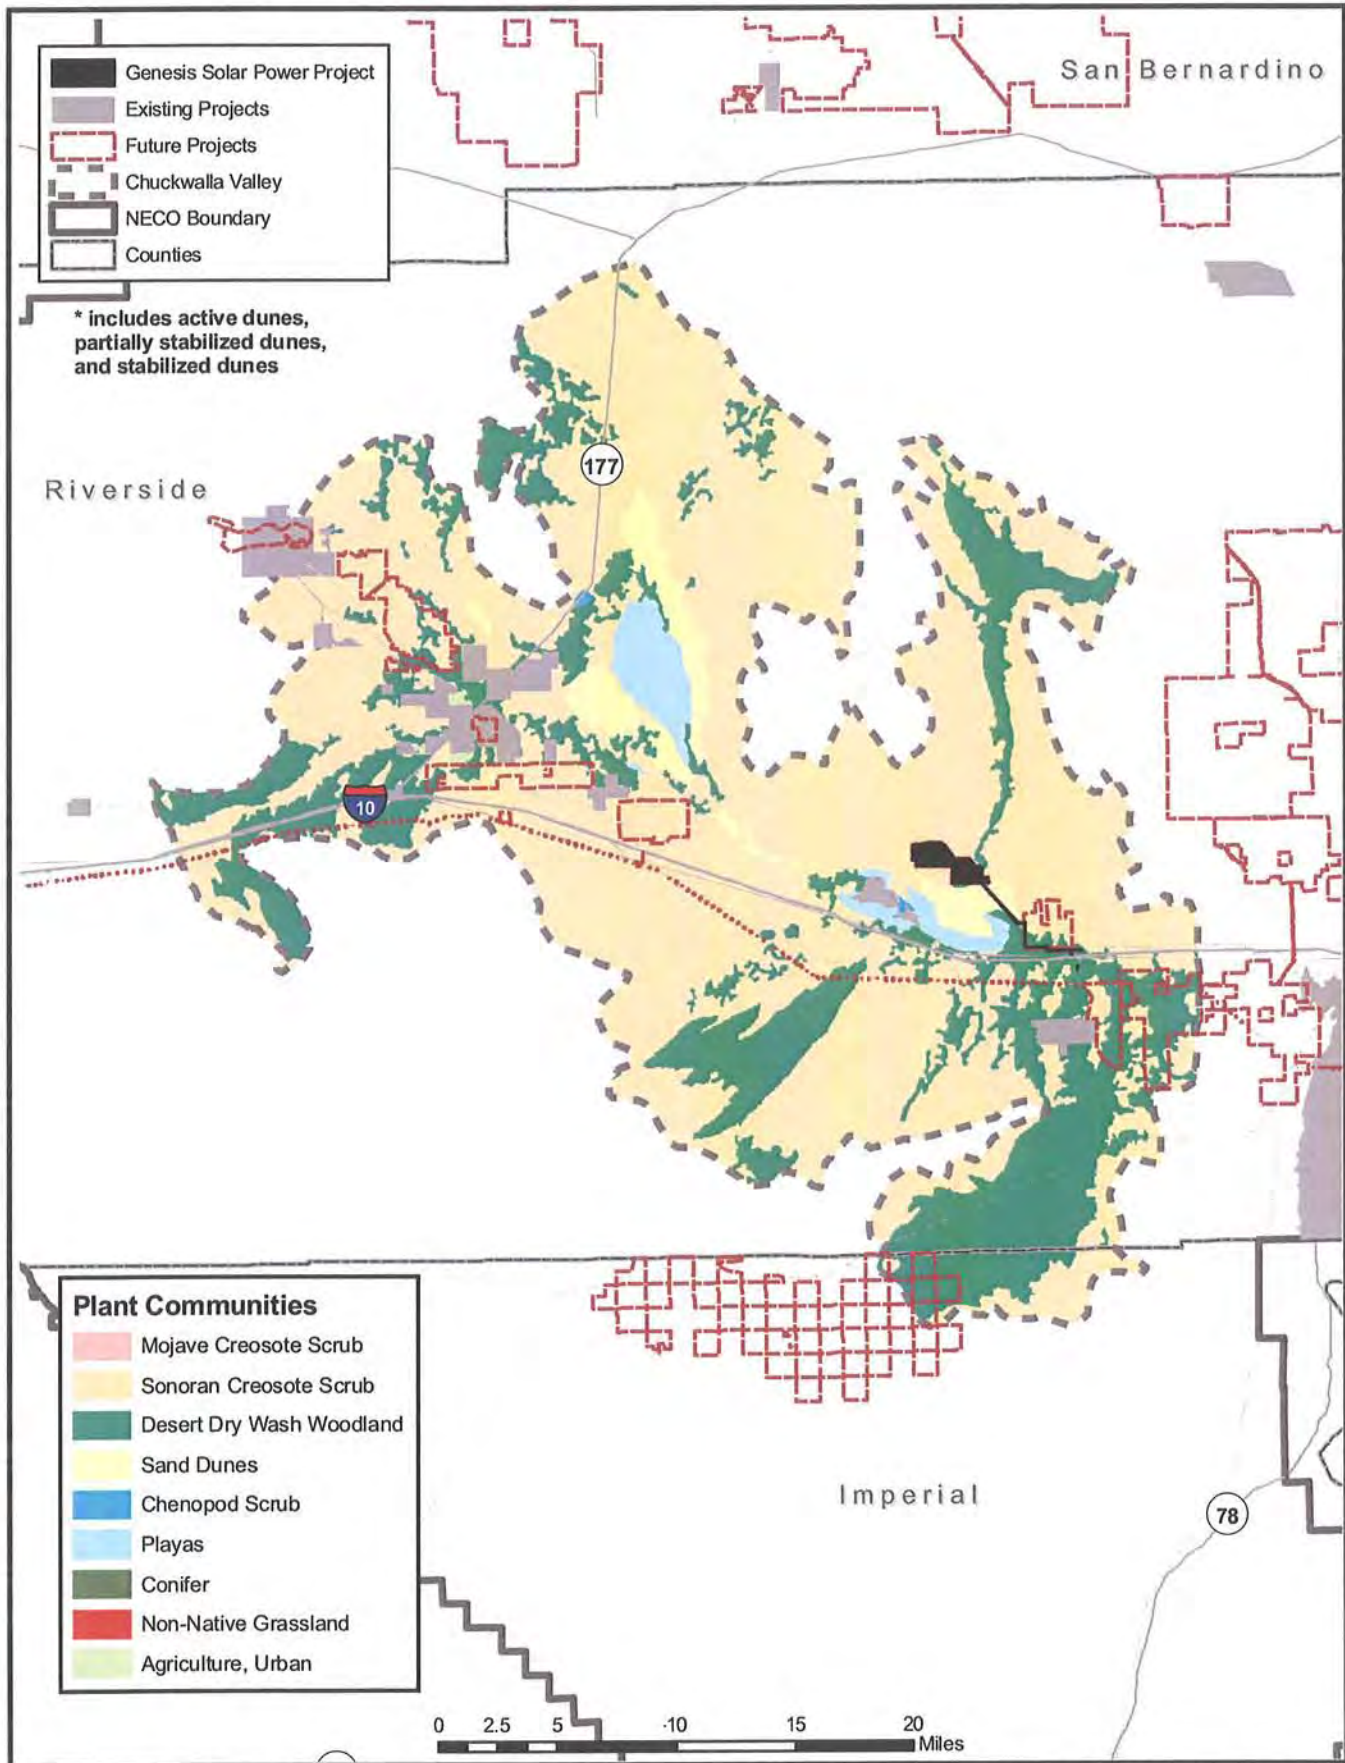 Genesis Solar Power Project
Existing Projects
Future Projects
Chuckwalla Valley
NECO Boundary
Counties
* includes active dunes,
partially stabilized dunes,
and stabilized dunes
San Bernardino
Riverside
177
10
Imperial
78
Plant Communities
Mojave Creosote Scrub
Sonoran Creosote Scrub
Desert Dry Wash Woodland
Sand Dunes
Chenopod Scrub
Playas
Conifer
Non-Native Grassland
Agriculture, Urban
0 2.5 5 10 15 20
Miles